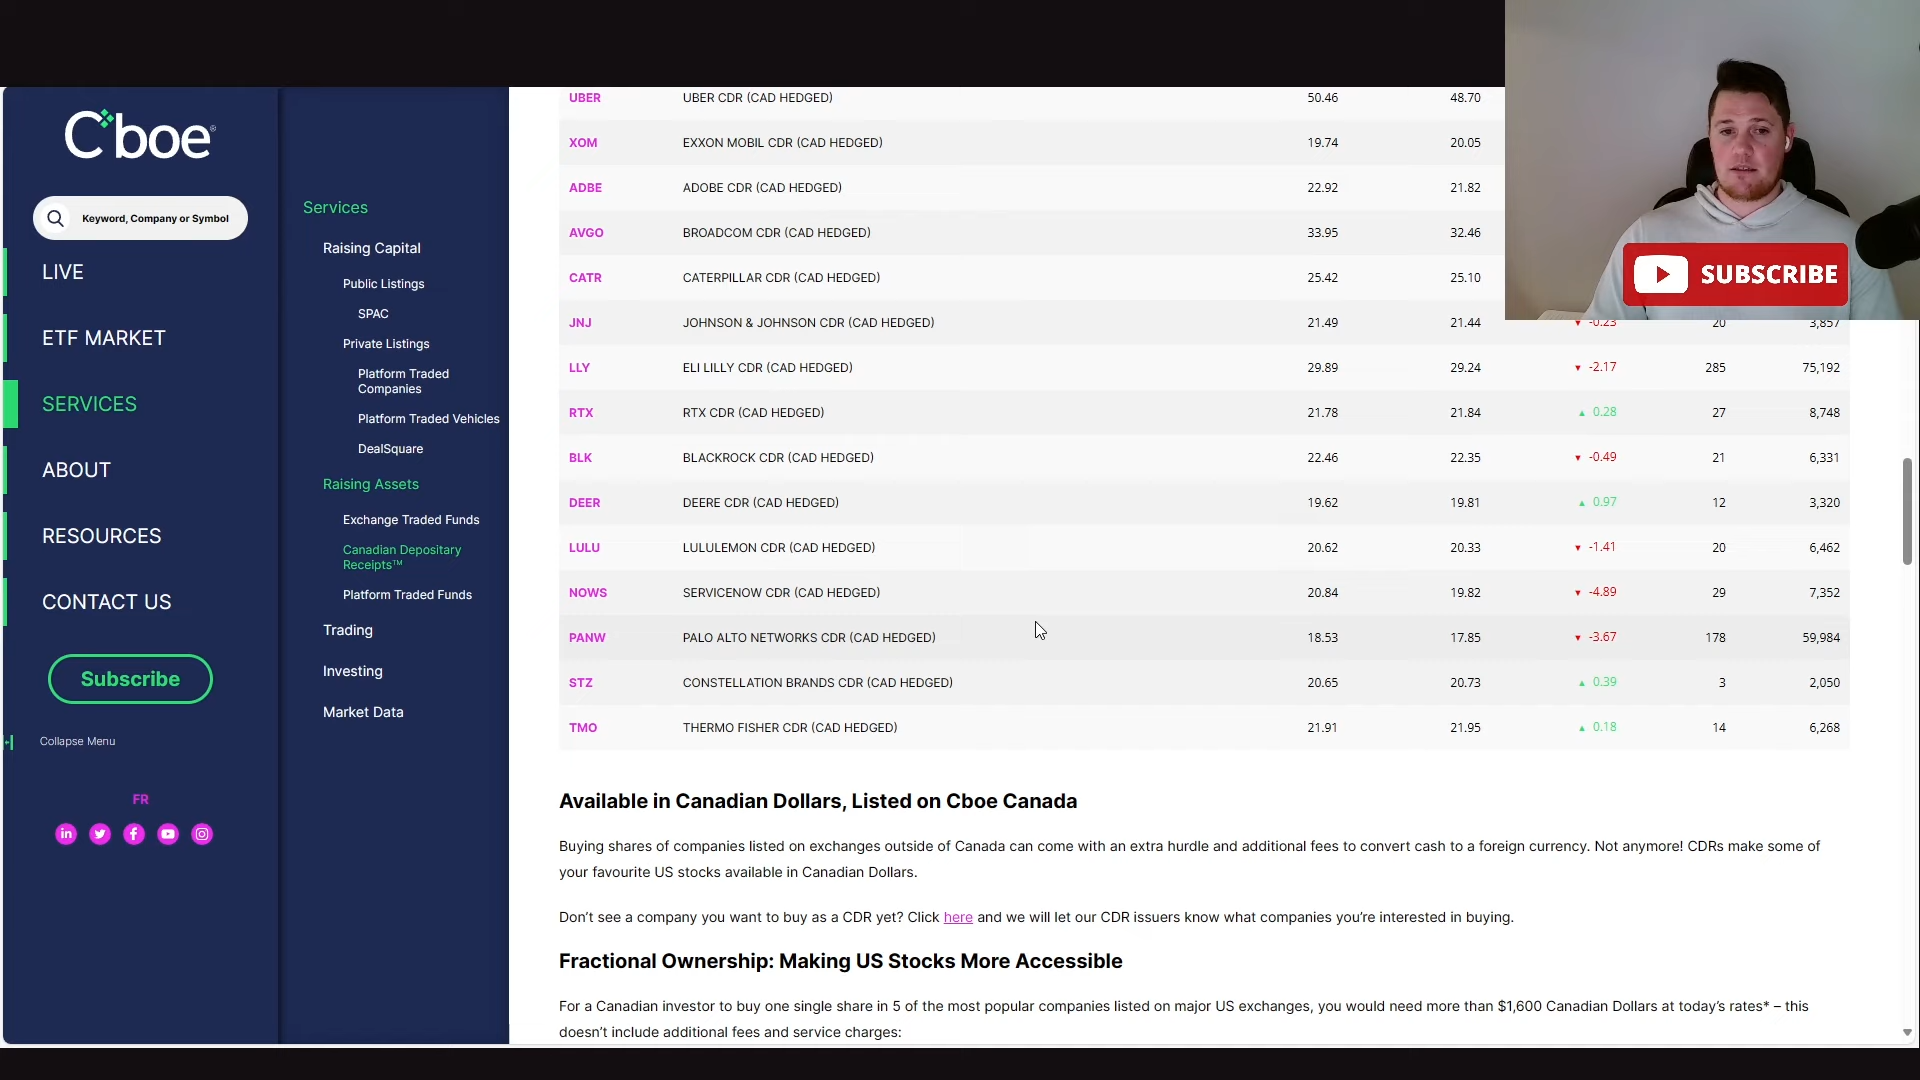 Cboe
Keyword, Company or Symbol
LIVE
ETF MARKET
SERVICES
ABOUT
RESOURCES
CONTACT US
Subscribe
Collapse Menu
FR
Services
Raising Capital
Public Listings
SPAC
Private Listings
Platform Traded
Companies
Platform Traded Vehicles
DealSquare
Raising Assets
Exchange Traded Funds
Canadian Depositary
Receipts™
Platform Traded Funds
Trading
Investing
Market Data
UBER UBER CDR (CAD HEDGED) 50.46 48.70
XOM EXXON MOBIL CDR (CAD HEDGED) 19.74 20.05
ADBE ADOBE CDR (CAD HEDGED) 22.92 21.82
AVGO BROADCOM CDR (CAD HEDGED) 33.95 32.46
CATR CATERPILLAR CDR (CAD HEDGED) 25.42 25.10
JNJ JOHNSON & JOHNSON CDR (CAD HEDGED) 21.49 21.44 ▼ -0.23 20 3,857
LLY ELI LILLY CDR (CAD HEDGED) 29.89 29.24 ▼ -2.17 285 75,192
RTX RTX CDR (CAD HEDGED) 21.78 21.84 ▲ 0.28 27 8,748
BLK BLACKROCK CDR (CAD HEDGED) 22.46 22.35 ▼ -0.49 21 6,331
DEER DEERE CDR (CAD HEDGED) 19.62 19.81 ▲ 0.97 12 3,320
LULU LULULEMON CDR (CAD HEDGED) 20.62 20.33 ▼ -1.41 20 6,462
NOWS SERVICENOW CDR (CAD HEDGED) 20.84 19.82 ▼ -4.89 29 7,352
PANW PALO ALTO NETWORKS CDR (CAD HEDGED) 18.53 17.85 ▼ -3.67 178 59,984
STZ CONSTELLATION BRANDS CDR (CAD HEDGED) 20.65 20.73 ▲ 0.39 3 2,050
TMO THERMO FISHER CDR (CAD HEDGED) 21.91 21.95 ▲ 0.18 14 6,268
Available in Canadian Dollars, Listed on Cboe Canada
Buying shares of companies listed on exchanges outside of Canada can come with an extra hurdle and additional fees to convert cash to a foreign currency. Not anymore! CDRs make some of
your favourite US stocks available in Canadian Dollars.
Don't see a company you want to buy as a CDR yet? Click here and we will let our CDR issuers know what companies you're interested in buying.
Fractional Ownership: Making US Stocks More Accessible
For a Canadian investor to buy one single share in 5 of the most popular companies listed on major US exchanges, you would need more than $1,600 Canadian Dollars at today's rates* – this
doesn't include additional fees and service charges:
SUBSCRIBE